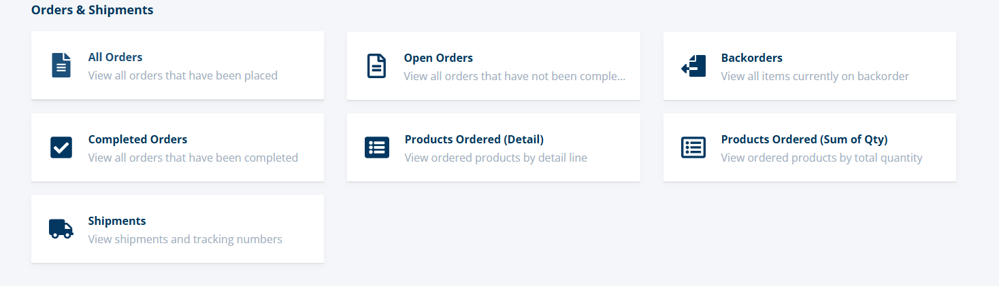 Orders & Shipments
All Orders
View all orders that have been placed
Open Orders
View all orders that have not been comple...
Backorders
View all items currently on backorder
Completed Orders
View all orders that have been completed
Products Ordered (Detail)
View ordered products by detail line
Products Ordered (Sum of Qty)
View ordered products by total quantity
Shipments
View shipments and tracking numbers